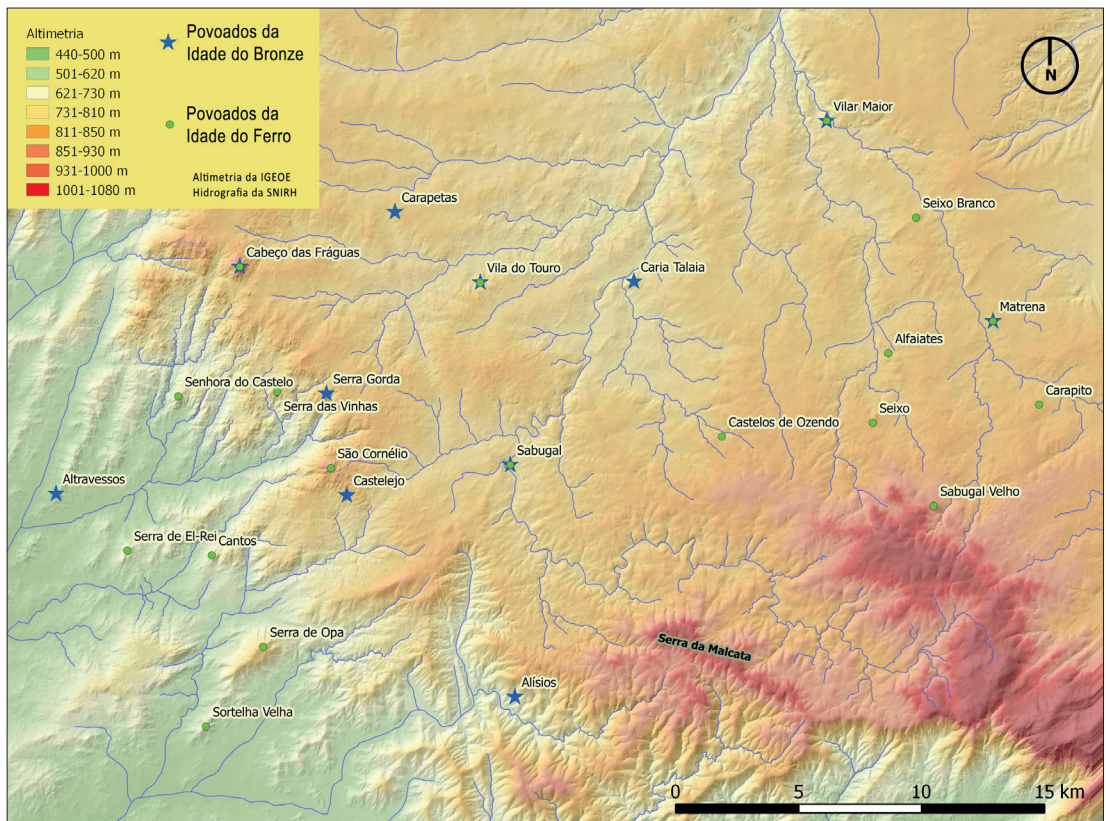 Altimetria
440-500 m
501-620 m
621-730 m
731-810 m
811-850 m
851-930 m
931-1000 m
1001-1080 m
Povoados da
Idade do Bronze
Povoados da
Idade do Ferro
Altimetria da IGEOE
Hidrografia da SNIRH
N
Vilar Maior
Carapetas
Seixo Branco
Cabeço das Fráguas
Vila do Touro
Caria Talaia
Matrena
Alfaiates
Senhora do Castelo
Serra Gorda
Serra das Vinhas
Carapito
Castelos de Ozendo
Seixo
São Cornélio
Sabugal
Altravessos
Castelejo
Sabugal Velho
Serra de El-Rei
Cantos
Serra de Opa
Serra da Malcata
Alísios
Sortelha Velha
0 5 10 15 km